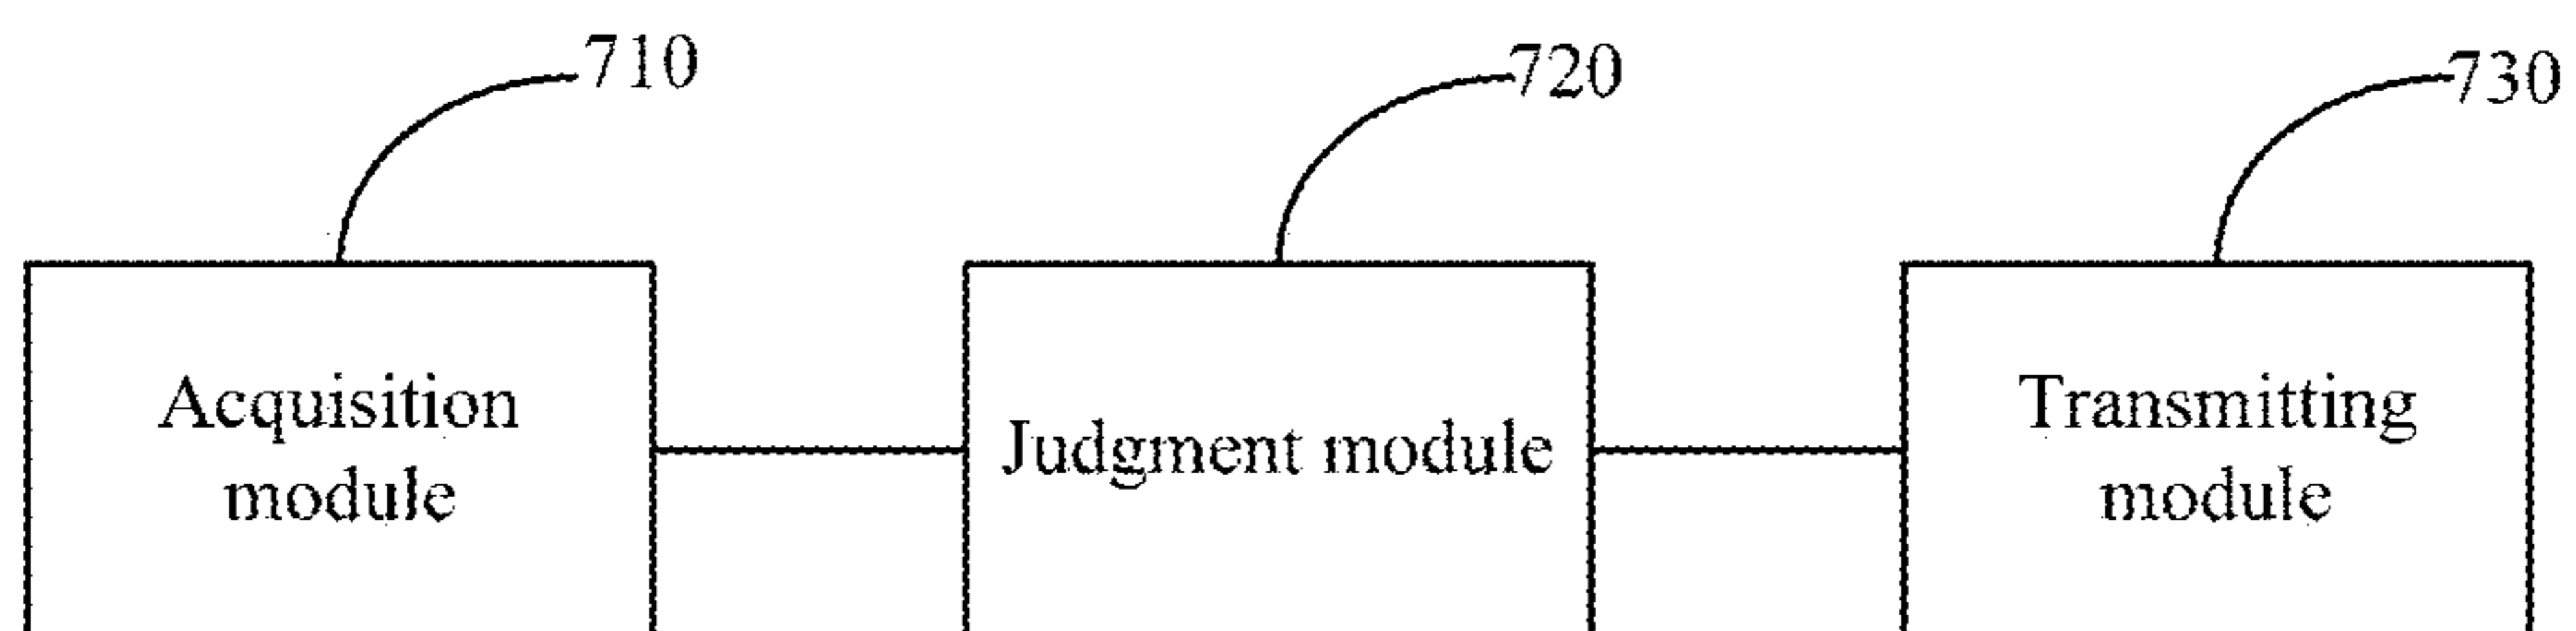 710
720
730
Acquisition
module
Judgment module
Transmitting
module